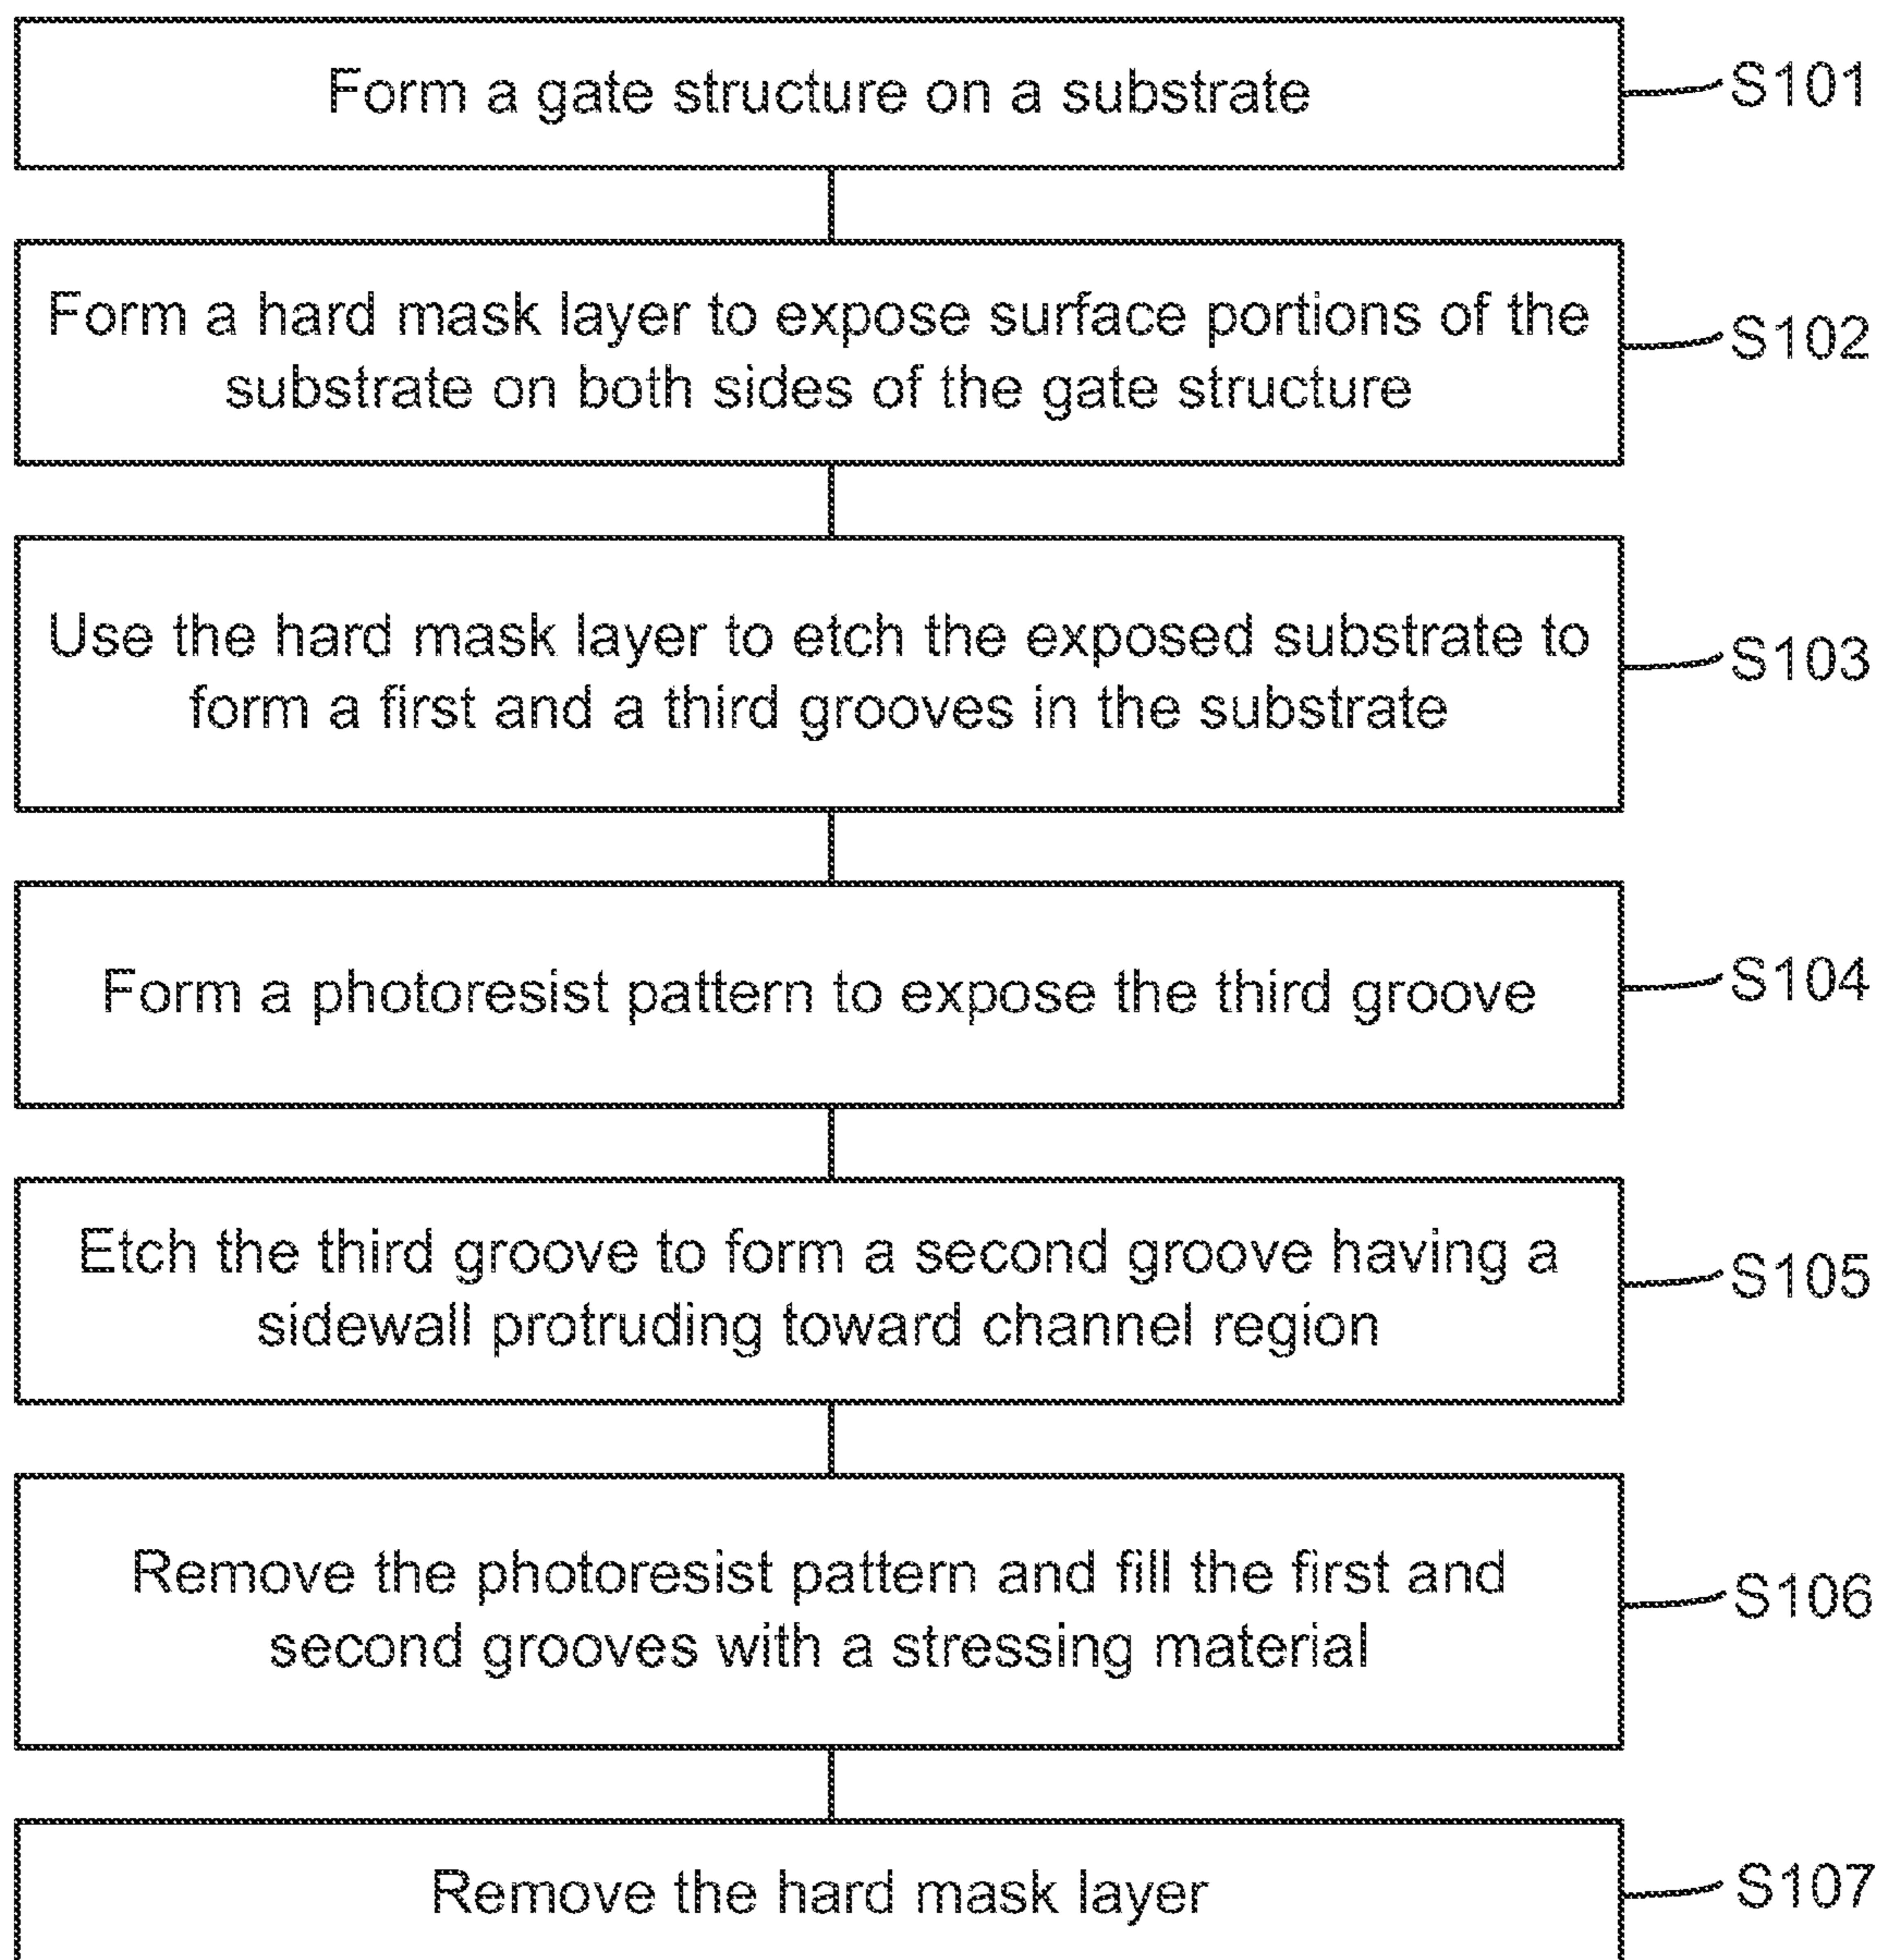 Form a gate structure on a substrate
S101
Form a hard mask layer to expose surface portions of the
substrate on both sides of the gate structure
S102
Use the hard mask layer to etch the exposed substrate to
form a first and a third grooves in the substrate
S103
Form a photoresist pattern to expose the third groove
S104
Etch the third groove to form a second groove having a
sidewall protruding toward channel region
S105
Remove the photoresist pattern and fill the first and
second grooves with a stressing material
S106
Remove the hard mask layer
S107